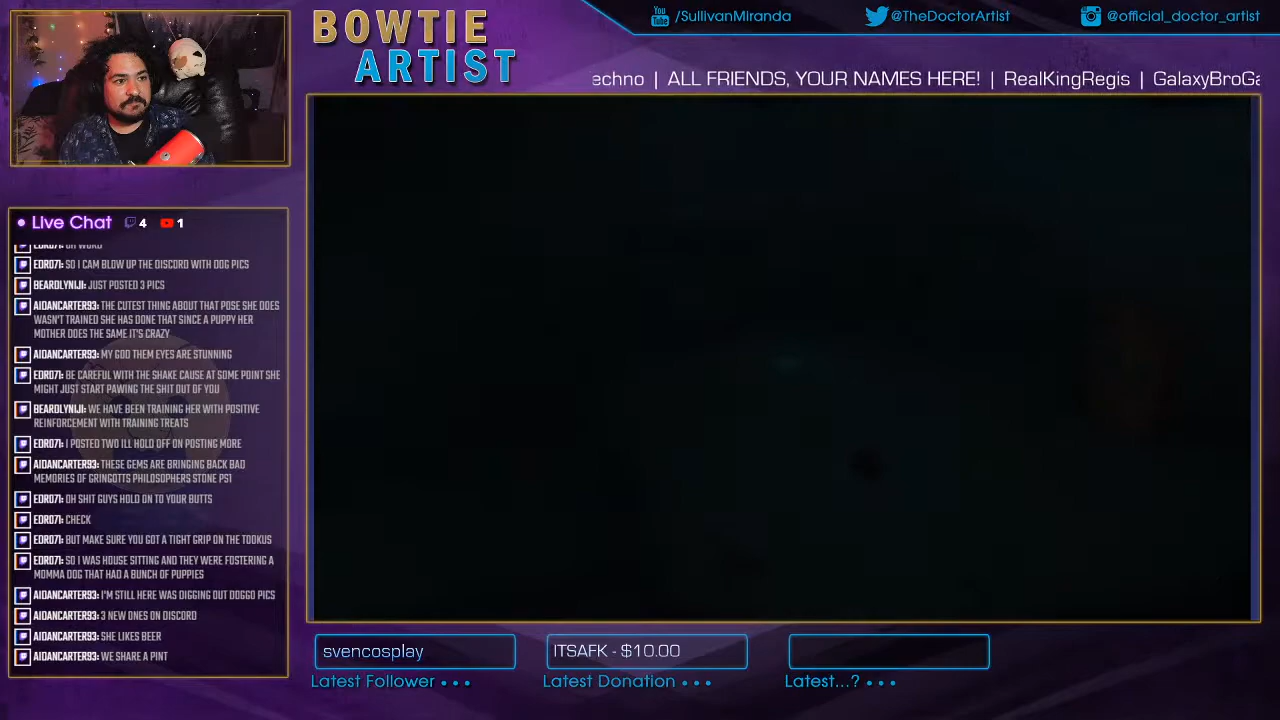 BOWTIE
ARTIST
/SullivanMiranda
@TheDoctorArtist
@official_doctor_artist
echno | ALL FRIENDS, YOUR NAMES HERE! | RealKingRegis | GalaxyBroGa
Live Chat 4 1
EDR071: OH WORD
EDR071: SO I CAM BLOW UP THE DISCORD WITH DOG PICS
BEARDLYNIJI: JUST POSTED 3 PICS
AIDANCARTER93: THE CUTEST THING ABOUT THAT POSE SHE DOES
WASN'T TRAINED SHE HAS DONE THAT SINCE A PUPPY HER
MOTHER DOES THE SAME IT'S CRAZY
AIDANCARTER93: MY GOD THEM EYES ARE STUNNING
EDR071: BE CAREFUL WITH THE SHAKE CAUSE AT SOME POINT SHE
MIGHT JUST START PAWING THE SHIT OUT OF YOU
BEARDLYNIJI: WE HAVE BEEN TRAINING HER WITH POSITIVE
REINFORCEMENT WITH TRAINING TREATS
EDR071: I POSTED TWO ILL HOLD OFF ON POSTING MORE
AIDANCARTER93: THESE GEMS ARE BRINGING BACK BAD
MEMORIES OF GRINGOTTS PHILOSOPHERS STONE PS1
EDR071: OH SHIT GUYS HOLD ON TO YOUR BUTTS
EDR071: CHECK
EDR071: BUT MAKE SURE YOU GOT A TIGHT GRIP ON THE TOOKUS
EDR071: SO I WAS HOUSE SITTING AND THEY WERE FOSTERING A
MOMMA DOG THAT HAD A BUNCH OF PUPPIES
AIDANCARTER93: I'M STILL HERE WAS DIGGING OUT DOGGO PICS
AIDANCARTER93: 3 NEW ONES ON DISCORD
AIDANCARTER93: SHE LIKES BEER
AIDANCARTER93: WE SHARE A PINT
svencosplay
Latest Follower • • •
ITSAFK - $10.00
Latest Donation • • •
Latest...? • • •